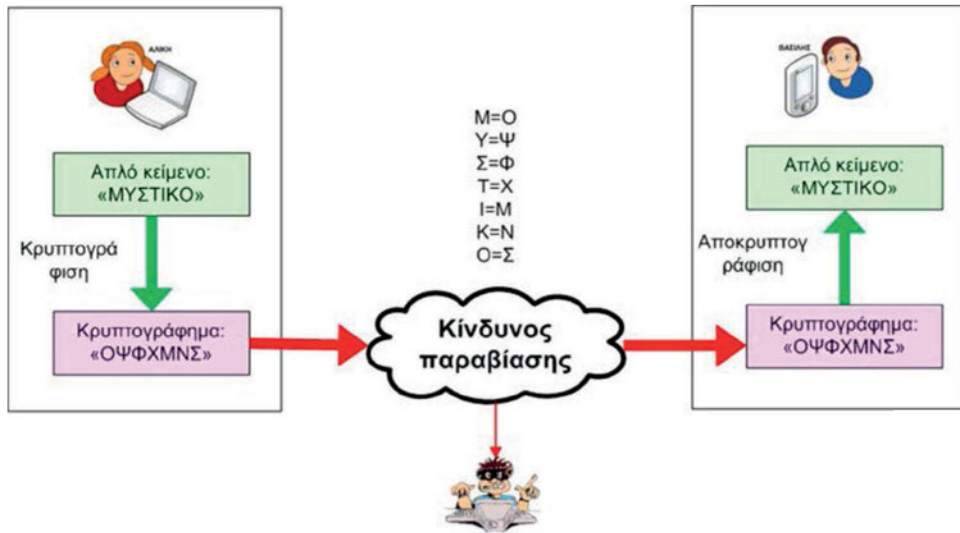 ΑΛΙΚΗ
Απλό κείμενο:
«ΜΥΣΤΙΚΟ»
Κρυπτογρά
φιση
Κρυπτογράφημα:
«ΟΨΦΧΜΝΣ»
Μ=Ο
Υ=Ψ
Σ=Φ
Τ=Χ
Ι=Μ
Κ=Ν
Ο=Σ
Κίνδυνος
παραβίασης
ΒΑΣΙΛΗΣ
Απλό κείμενο:
«ΜΥΣΤΙΚΟ»
Αποκρυπτογ
ράφιση
Κρυπτογράφημα:
«ΟΨΦΧΜΝΣ»